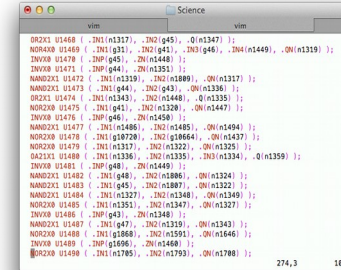 Science
vim vim
OR2X1 U1468 ( .IN1(n1317), .IN2(g45), .Q(n1347) );
NOR4X0 U1469 ( .IN1(g31), .IN2(g41), .IN3(g46), .IN4(n1449), .QN(n1319) );
INVX0 U1470 ( .INP(g45), .ZN(n1448) );
INVX0 U1471 ( .INP(g44), .ZN(n1351) );
NAND2X1 U1472 ( .IN1(n1319), .IN2(n1809), .QN(n1317) );
NAND2X1 U1473 ( .IN1(g44), .IN2(g43), .QN(n1336) );
OR2X1 U1474 ( .IN1(n1343), .IN2(n1448), .Q(n1335) );
NOR2X0 U1475 ( .IN1(g41), .IN2(n1320), .QN(n1447) );
INVX0 U1476 ( .INP(g46), .ZN(n1450) );
NAND2X1 U1477 ( .IN1(n1486), .IN2(n1485), .QN(n1494) );
NOR2X0 U1478 ( .IN1(g10720), .IN2(g10664), .QN(n1437) );
NOR2X0 U1479 ( .IN1(n1317), .IN2(n1322), .QN(n1325) );
OA21X1 U1480 ( .IN1(n1336), .IN2(n1335), .IN3(n1334), .Q(n1359) );
INVX0 U1481 ( .INP(g48), .ZN(n1449) );
NAND2X1 U1482 ( .IN1(g48), .IN2(n1806), .QN(n1324) );
NAND2X1 U1483 ( .IN1(g45), .IN2(n1807), .QN(n1322) );
NAND2X1 U1484 ( .IN1(n1327), .IN2(n1348), .QN(n1349) );
NOR2X0 U1485 ( .IN1(n1351), .IN2(n1347), .QN(n1327) );
INVX0 U1486 ( .INP(g43), .ZN(n1348) );
NAND2X1 U1487 ( .IN1(g47), .IN2(n1319), .QN(n1343) );
NOR2X0 U1488 ( .IN1(g1868), .IN2(n1591), .QN(n1646) );
INVX0 U1489 ( .INP(g1696), .ZN(n1460) );
NOR2X0 U1490 ( .IN1(n1705), .IN2(n1793), .QN(n1708) );
274,3 10